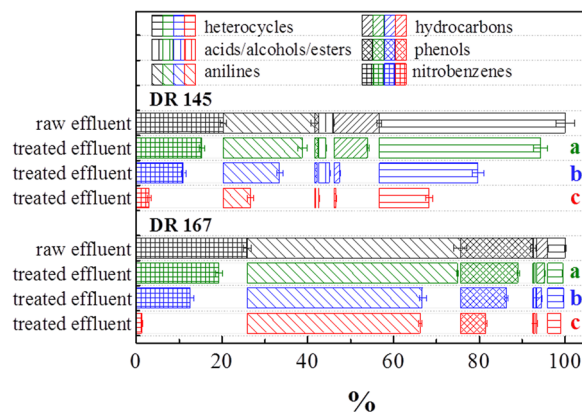 heterocycles hydrocarbons
acids/alcohols/esters phenols
anilines nitrobenzenes
DR 145
raw effluent
treated effluent a
treated effluent b
treated effluent c
DR 167
raw effluent
treated effluent a
treated effluent b
treated effluent c
0 20 40 60 80 100
%